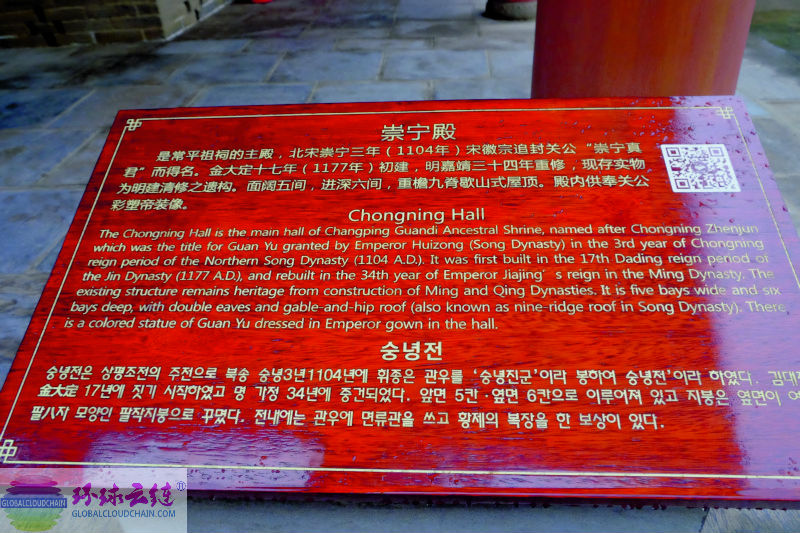 崇宁殿
是常平祖祠的主殿，北宋崇宁三年（1104年）宋徽宗追封关公“崇宁真
君”而得名。金大定十七年（1177年）初建，明嘉靖三十四年重修，现存实物
为明建清修之遗构。面阔五间，进深六间，重檐九脊歇山式屋顶。殿内供奉关公
彩塑帝装像。
Chongning Hall
The Chongning Hall is the main hall of Changping Guandi Ancestral Shrine, named after Chongning Zhenjun
which was the title for Guan Yu granted by Emperor Huizong (Song Dynasty) in the 3rd year of Chongning
reign period of the Northern Song Dynasty (1104 A.D.). It was first built in the 17th Dading reign period of
the Jin Dynasty (1177 A.D.), and rebuilt in the 34th year of Emperor Jiajing’s reign in the Ming Dynasty. The
existing structure remains heritage from construction of Ming and Qing Dynasties. It is five bays wide and six
bays deep, with double eaves and gable-and-hip roof (also known as nine-ridge roof in Song Dynasty). There
is a colored statue of Guan Yu dressed in Emperor gown in the hall.
숭녕전
숭녕전은 상평조전의 주전으로 북송 숭녕3년1104년에 휘종은 관우를 ‘숭녕진군’이라 봉하여 숭녕전’이라 하였다. 김대
金大定 17년에 짓기 시작하였고 명 가정 34년에 중건되었다. 앞면 5칸·옆면 6칸으로 이루어져 있고 지붕은 옆면이 여
팔八자 모양인 팔작지붕으로 꾸몄다. 전내에는 관우에 면류관을 쓰고 황제의 복장을 한 보상이 있다.
GLOBALCLOUDCHAIN
环球云链®
GLOBALCLOUDCHAIN.COM